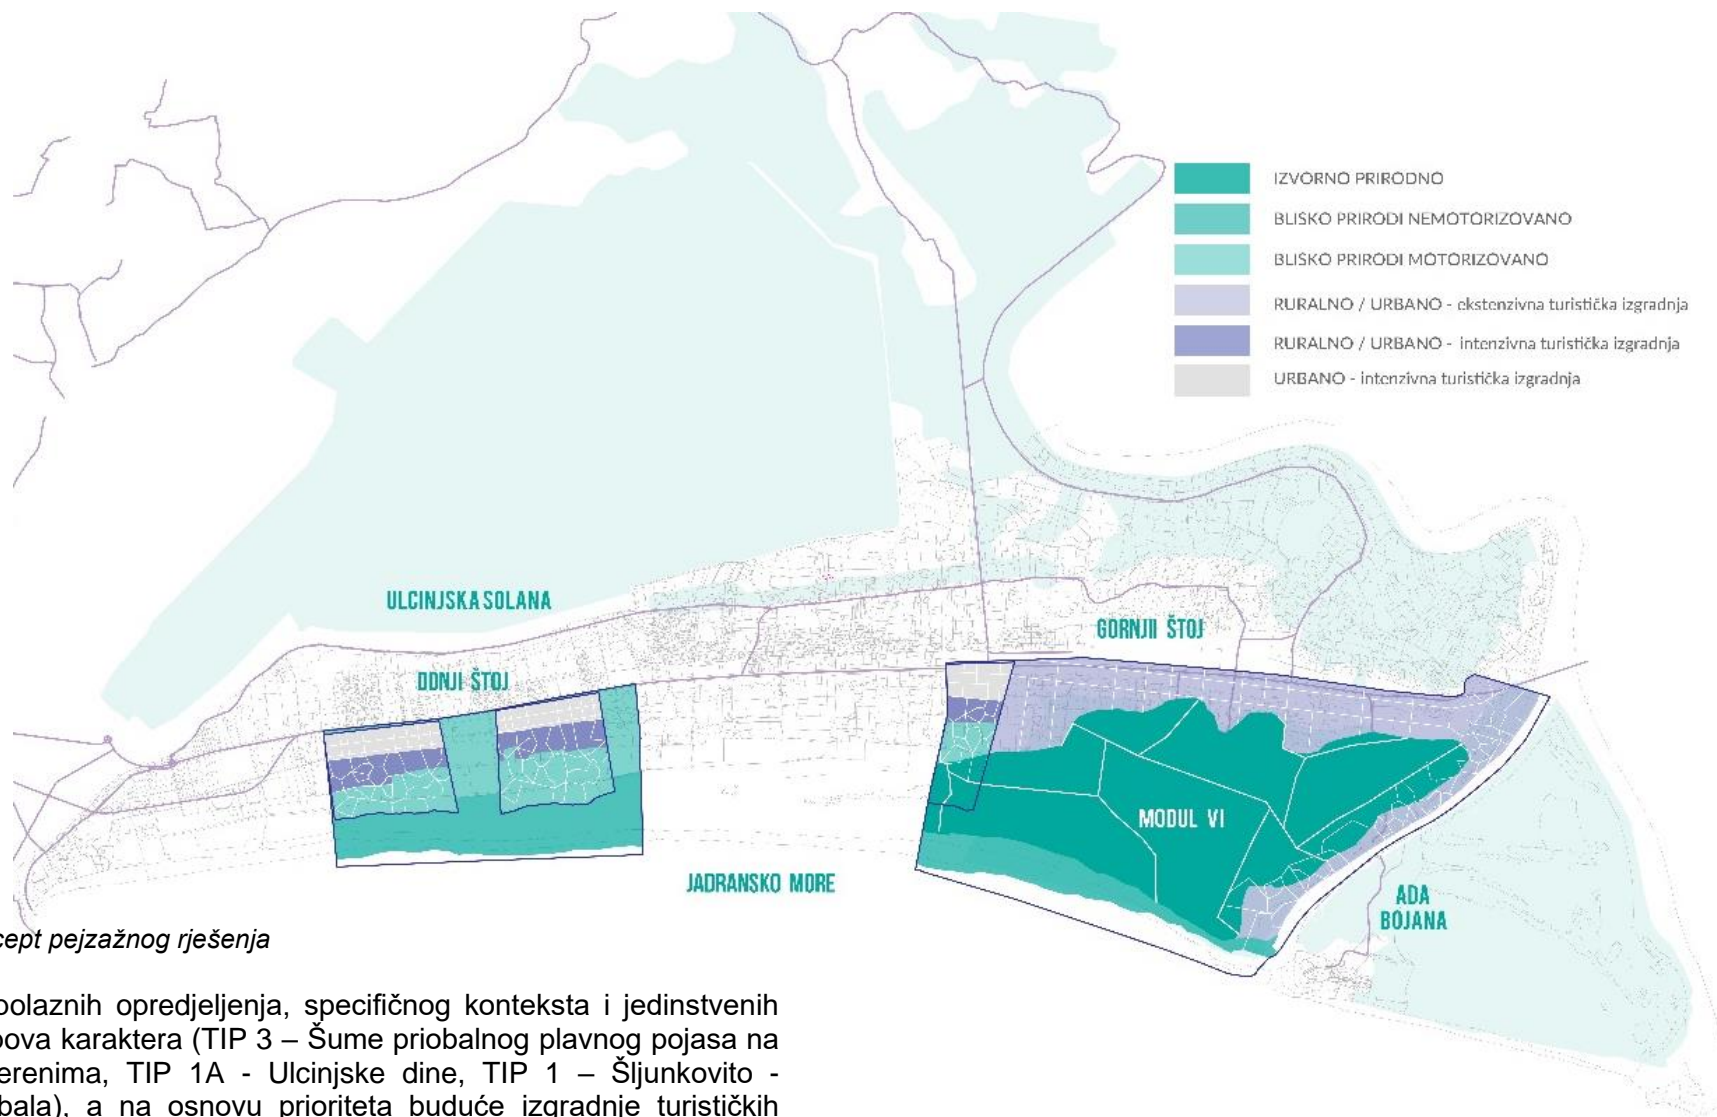 IZVORNO PRIRODNO
BLISKO PRIRODI NEMOTORIZOVANO
BLISKO PRIRODI MOTORIZOVANO
RURALNO / URBANO - ekstenzivna turistička izgradnja
RURALNO / URBANO - intenzivna turistička izgradnja
URBANO - intenzivna turistička izgradnja
ULCINJSKA SOLANA
GORNJI ŠTOJ
DONJI ŠTOJ
MODUL VI
JADRANSKO MORE
ADA
BOJANA
cept pejzažnog rješenja
polaznih opredjeljenja, specifičnog konteksta i jedinstvenih
pova karaktera (TIP 3 – Šume priobalnog plavnog pojasa na
erenima, TIP 1A - Ulcinjske dine, TIP 1 – Šljunkovito -
bala), a na osnovu prioriteta buduće izgradnje turističkih